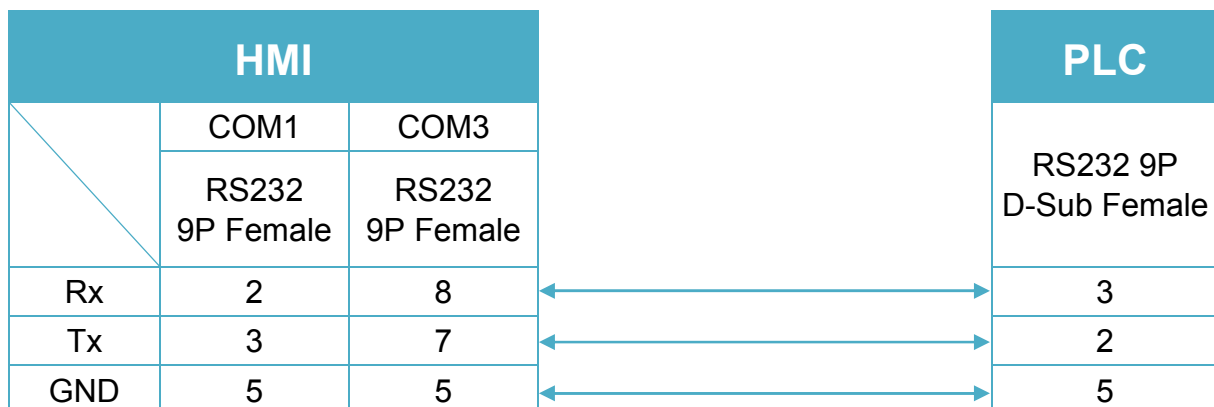 HMI
PLC
COM1 COM3
RS232
9P Female
RS232
9P Female
RS232 9P
D-Sub Female
Rx 2 8 3
Tx 3 7 2
GND 5 5 5